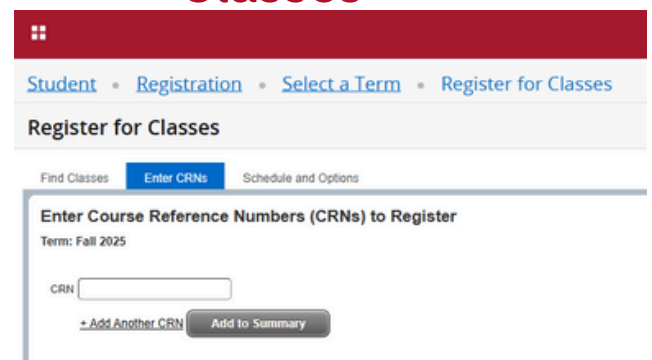 Classes
Student • Registration • Select a Term • Register for Classes
Register for Classes
Find Classes Enter CRNs Schedule and Options
Enter Course Reference Numbers (CRNs) to Register
Term: Fall 2025
CRN
+ Add Another CRN Add to Summary